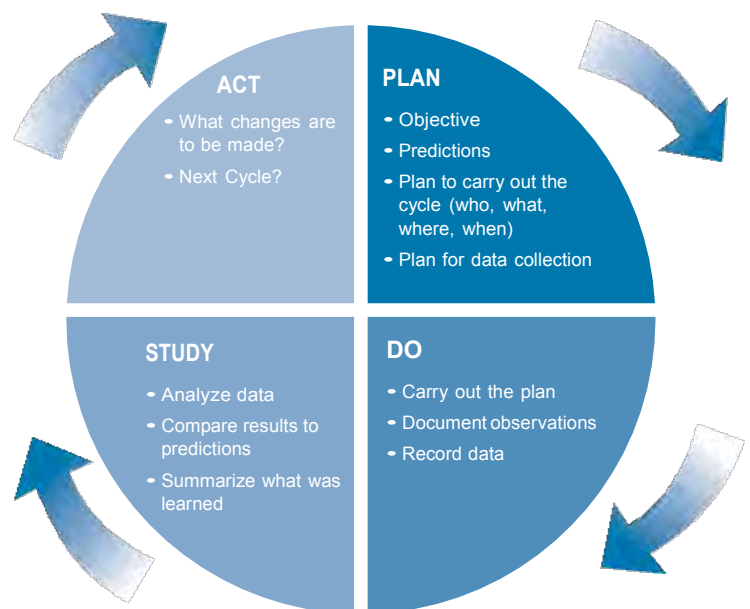 ACT
• What changes are
to be made?
• Next Cycle?
PLAN
• Objective
• Predictions
• Plan to carry out the
cycle (who, what,
where, when)
• Plan for data collection
STUDY
• Analyze data
• Compare results to
predictions
• Summarize what was
learned
DO
• Carry out the plan
• Document observations
• Record data